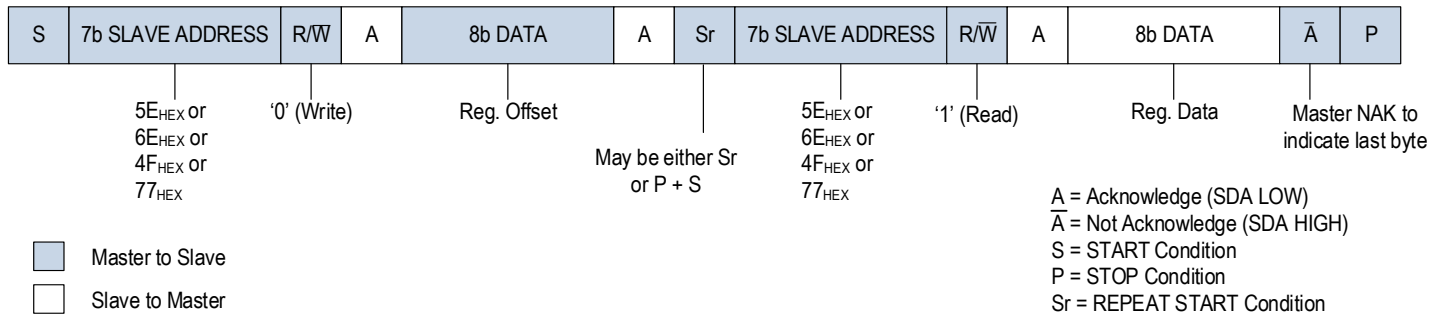 S 7b SLAVE ADDRESS R/W̅ A 8b DATA A Sr 7b SLAVE ADDRESS R/W̅ A 8b DATA A̅ P
5EHEX or
6EHEX or
4FHEX or
77HEX
‘0’ (Write)
Reg. Offset
May be either Sr
or P + S
5EHEX or
6EHEX or
4FHEX or
77HEX
‘1’ (Read)
Reg. Data
Master NAK to
indicate last byte
Master to Slave
Slave to Master
A = Acknowledge (SDA LOW)
A̅ = Not Acknowledge (SDA HIGH)
S = START Condition
P = STOP Condition
Sr = REPEAT START Condition